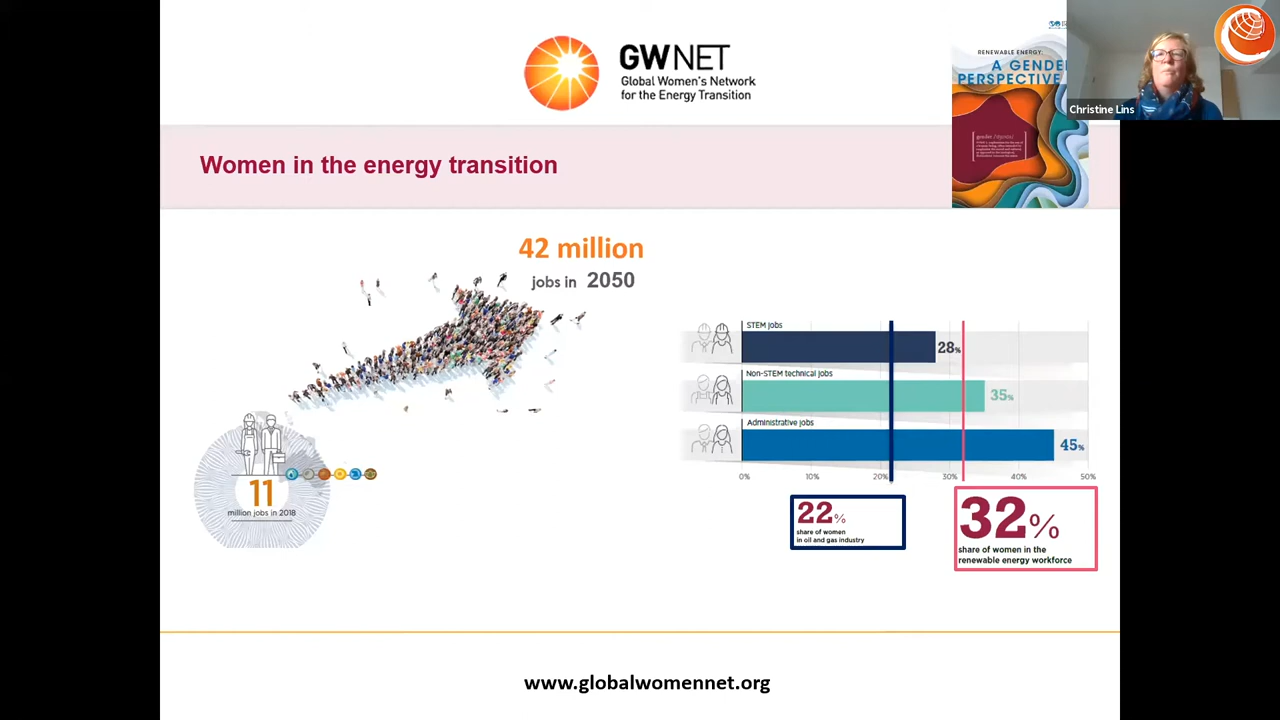 GWNET
Global Women's Network
for the Energy Transition
RENEWABLE ENERGY:
A GENDE
PERSPECTIVE
Christine Lins
Women in the energy transition
42 million
jobs in 2050
11
million jobs in 2018
STEM jobs
28%
Non-STEM technical jobs
35%
Administrative jobs
45%
0%
10%
20%
30%
40%
50%
22%
share of women
in oil and gas industry
32%
share of women in the
renewable energy workforce
www.globalwomennet.org